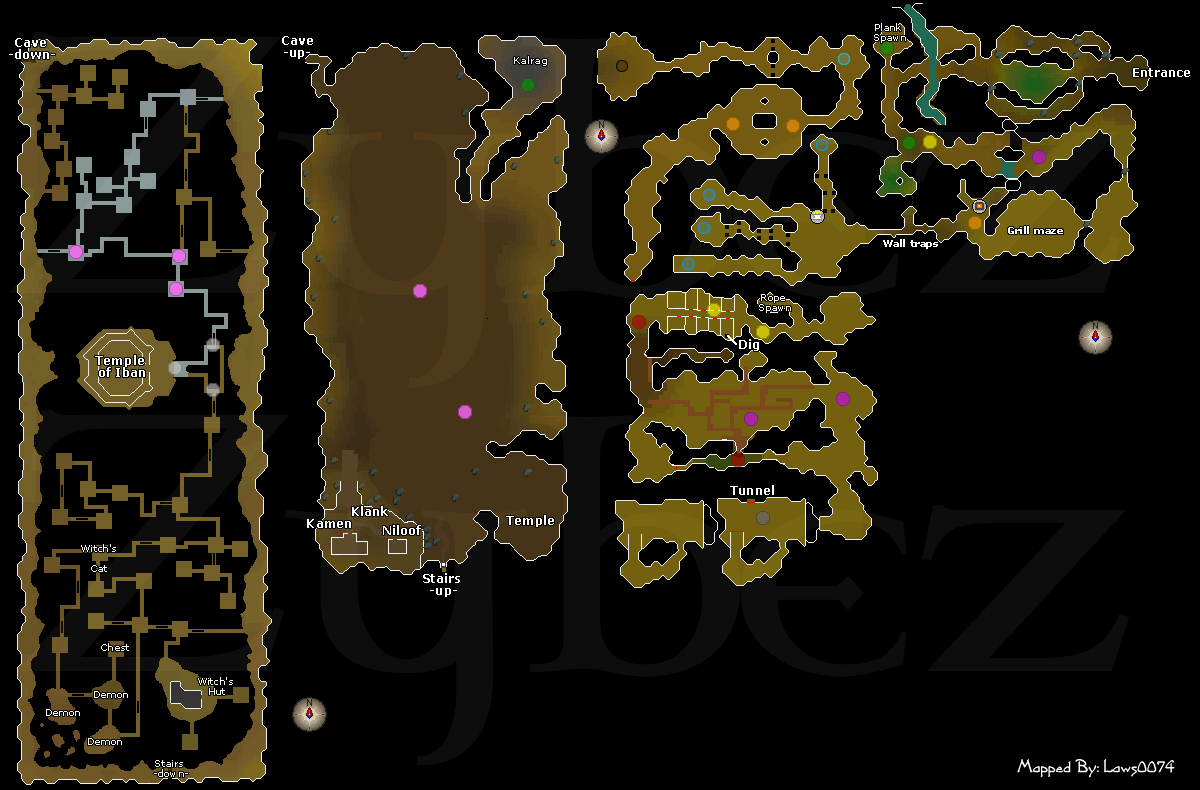 Cave
-down-
Temple
of Iban
Witch's
Cat
Chest
Demon
Demon
Demon
Witch's
Hut
Stairs
-down-
Cave
-up-
Kalrag
N
Klank
Kamen
Niloof
Temple
Stairs
-up-
N
Plank
Spawn
Entrance
Wall traps
Grill maze
Rope
Spawn
Dig
Tunnel
N
Zybez
Zybez
Mapped By: Laws0074